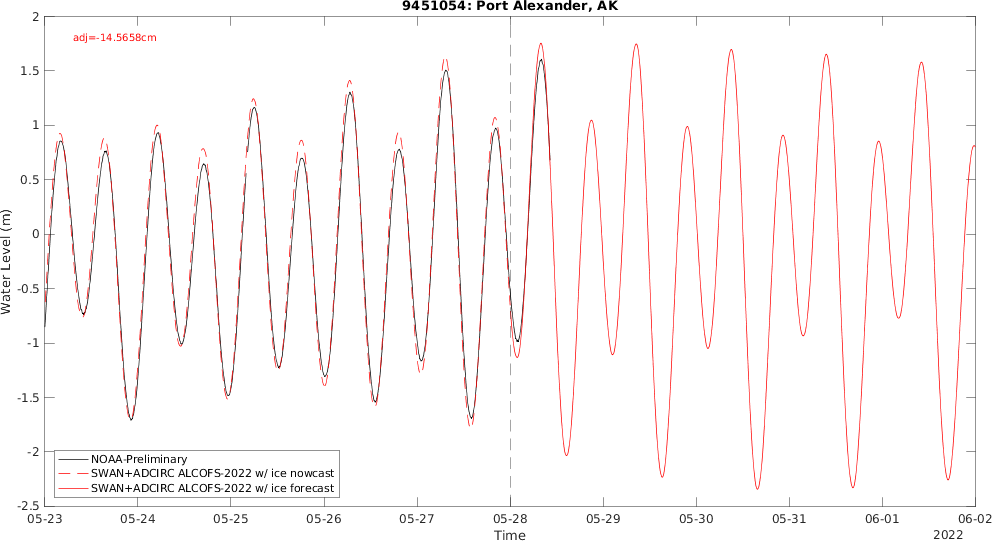 9451054: Port Alexander, AK
adj=-14.5658cm
2
1.5
1
0.5
0
-0.5
-1
-1.5
-2
-2.5
Water Level (m)
NOAA-Preliminary
SWAN+ADCIRC ALCOFS-2022 w/ ice nowcast
SWAN+ADCIRC ALCOFS-2022 w/ ice forecast
05-23 05-24 05-25 05-26 05-27 05-28 05-29 05-30 05-31 06-01 06-02
Time
2022